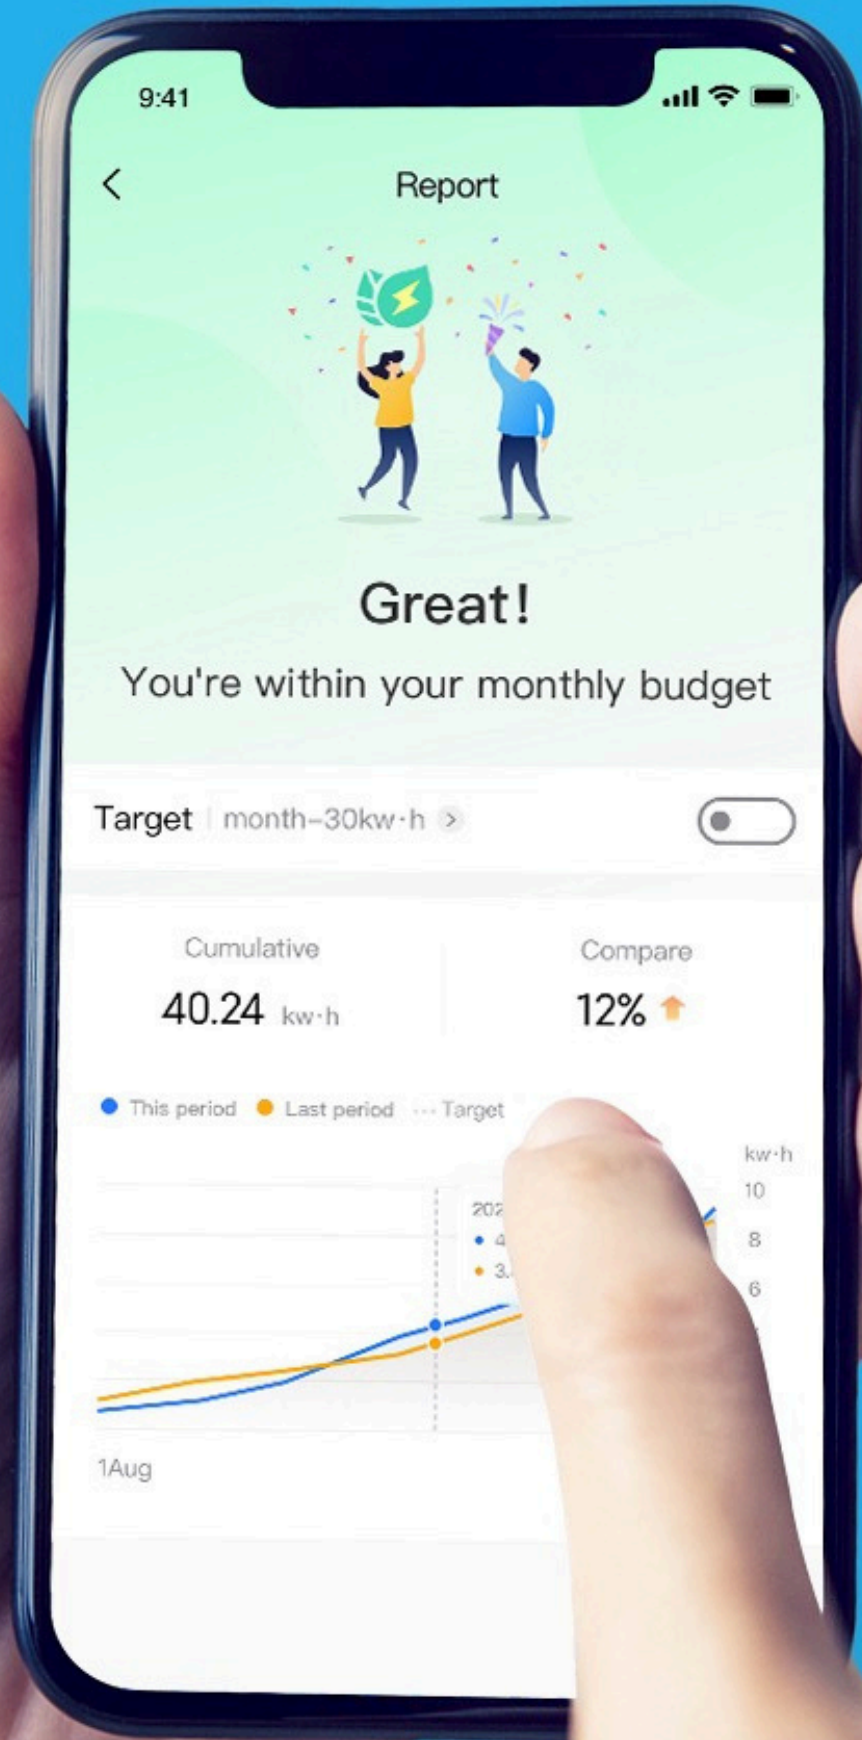 9:41
Report
Great!
You're within your monthly budget
Target month-30kw·h >
Cumulative
40.24 kw·h
Compare
12%
This period Last period Target
kw·h
10
8
6
1Aug